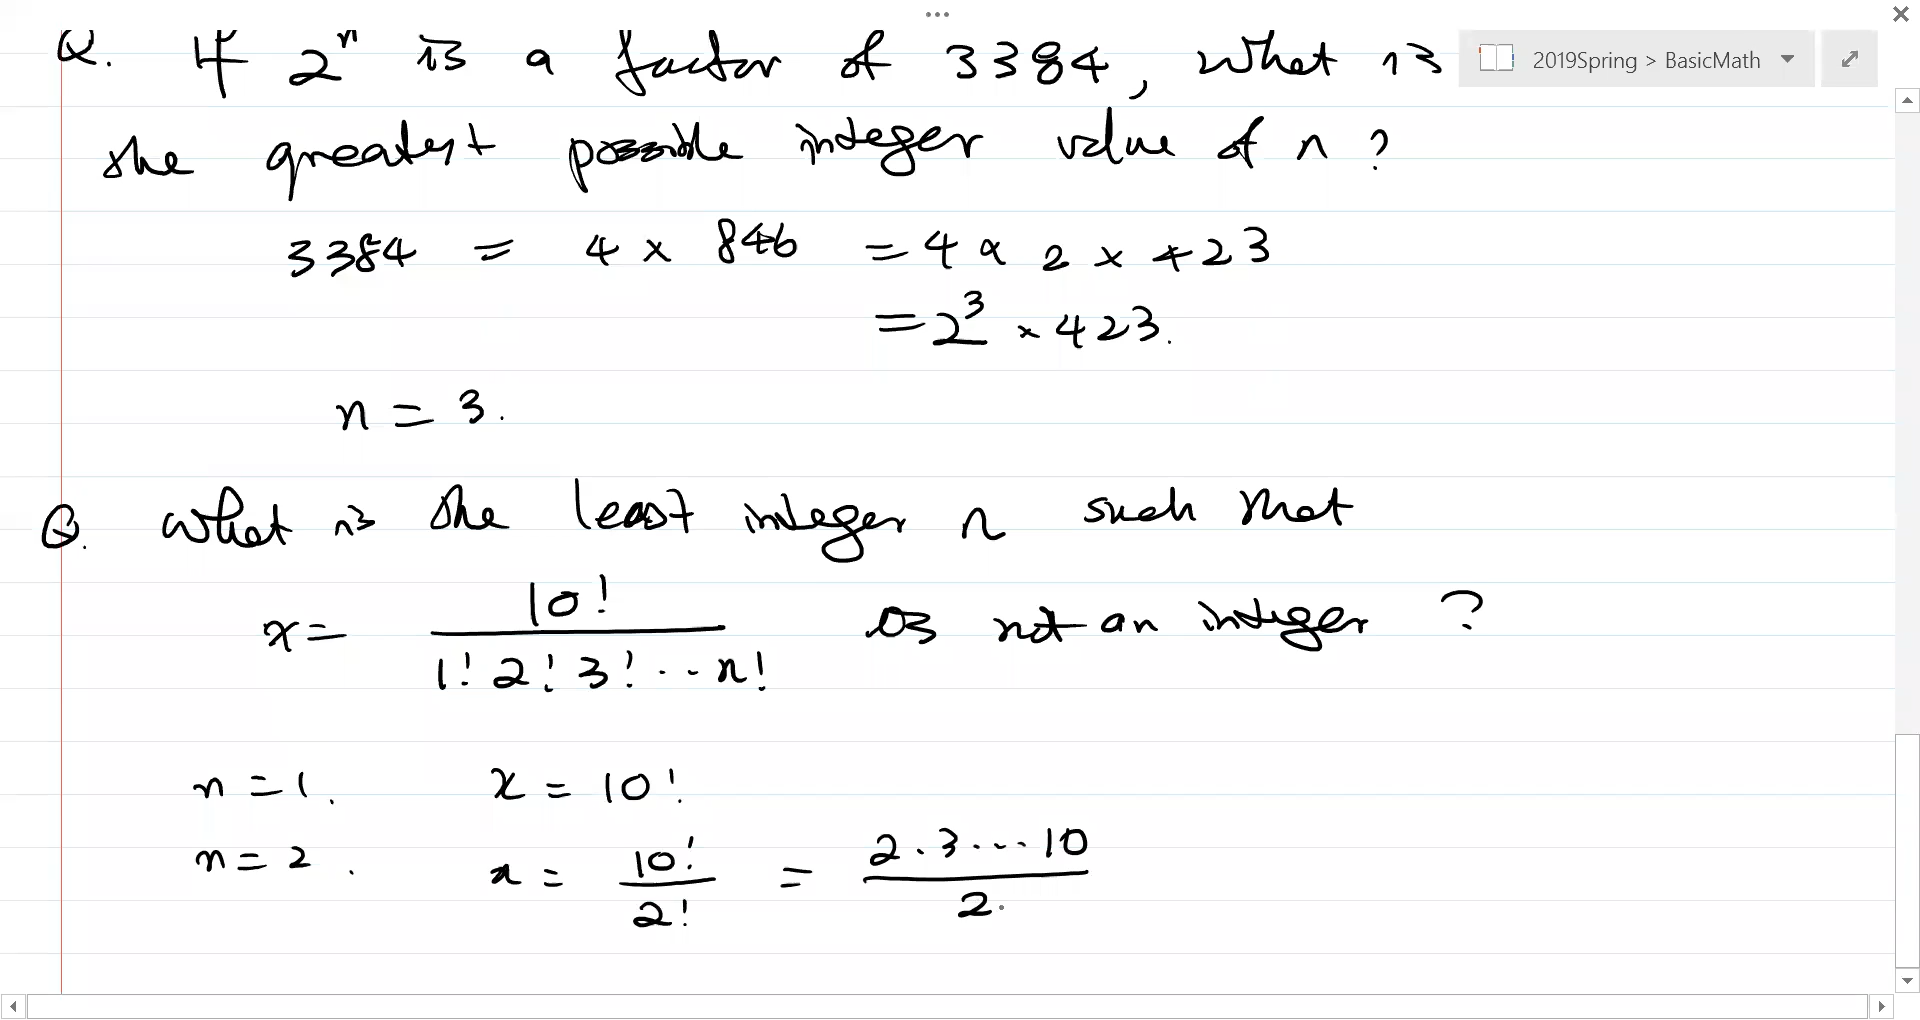 Q. If 2^n is a factor of 3384, what is
2019Spring > BasicMath
the greatest possible integer value of n?
3384 = 4 × 846 = 4 × 2 × 423
= 2^3 × 423.
n = 3.
Q. What is the least integer n such that
x = 10! / 1! 2! 3! ... n! is not an integer ?
n = 1. x = 10!
n = 2. x = 10! / 2! = 2 · 3 ... 10 / 2.